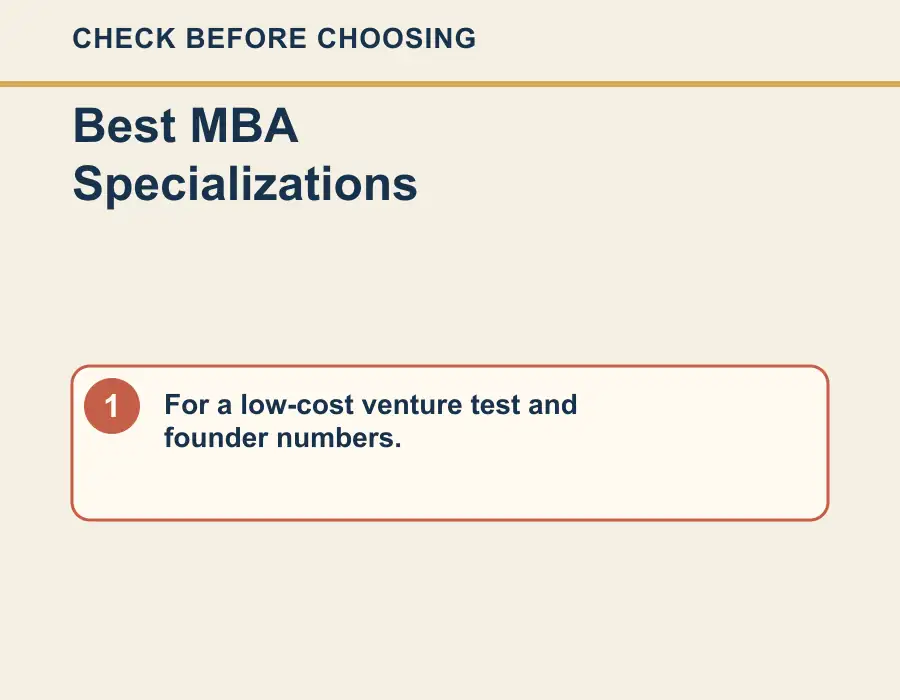 CHECK BEFORE CHOOSING
Best MBA
Specializations
1
For a low-cost venture test and
founder numbers.